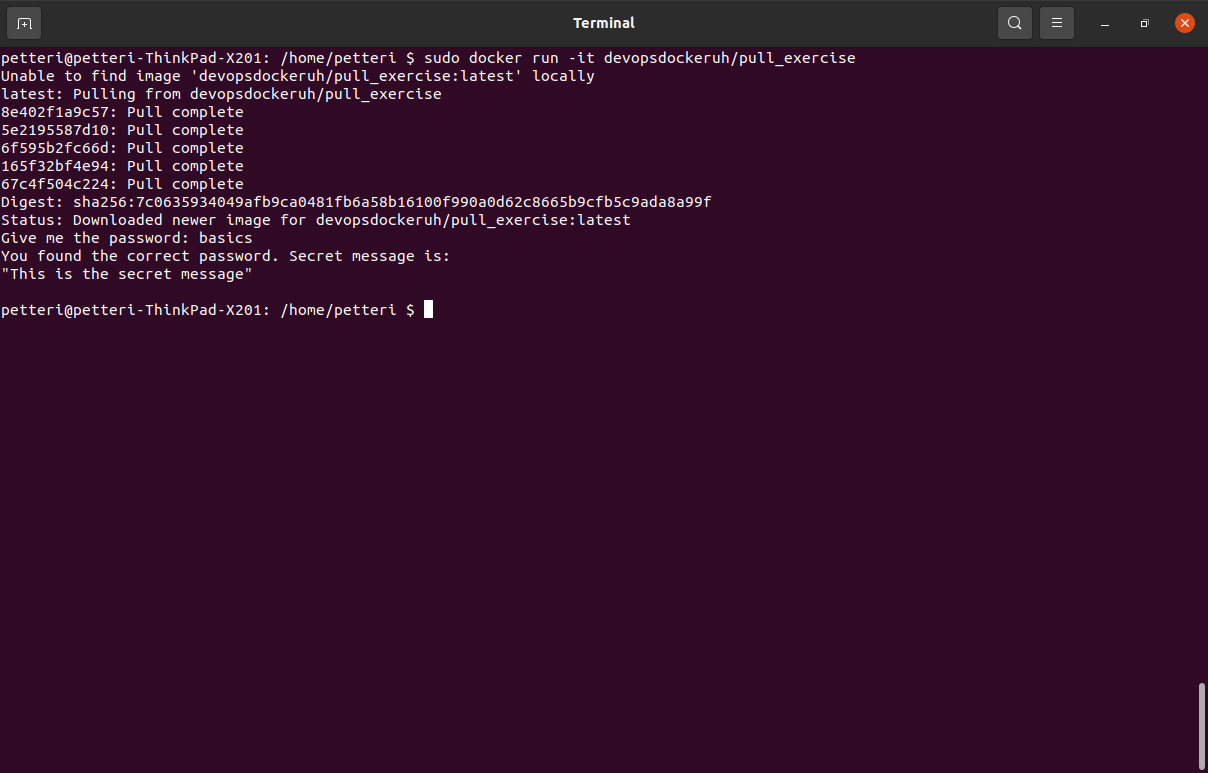 Terminal
petteri@petteri-ThinkPad-X201: /home/petteri $ sudo docker run -it devopsdockeruh/pull_exercise
Unable to find image 'devopsdockeruh/pull_exercise:latest' locally
latest: Pulling from devopsdockeruh/pull_exercise
8e402f1a9c57: Pull complete
5e2195587d10: Pull complete
6f595b2fc66d: Pull complete
165f32bf4e94: Pull complete
67c4f504c224: Pull complete
Digest: sha256:7c0635934049afb9ca0481fb6a58b16100f990a0d62c8665b9cfb5c9ada8a99f
Status: Downloaded newer image for devopsdockeruh/pull_exercise:latest
Give me the password: basics
You found the correct password. Secret message is:
"This is the secret message"
petteri@petteri-ThinkPad-X201: /home/petteri $